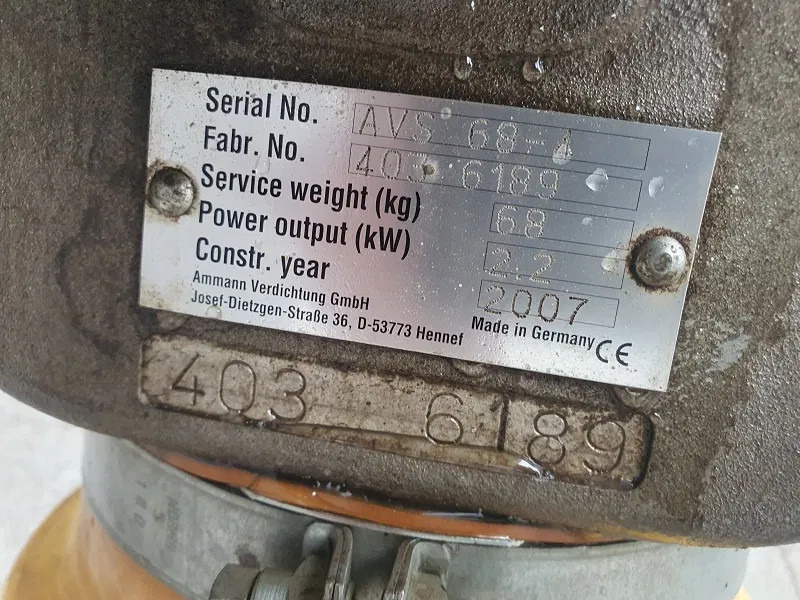 Serial No. AVS 68-4
Fabr. No. 403 6189
Service weight (kg) 68
Power output (kW) 2.2
Constr. year 2007
Ammann Verdichtung GmbH
Josef-Dietzgen-Straße 36, D-53773 Hennef
Made in Germany CE
403 6189